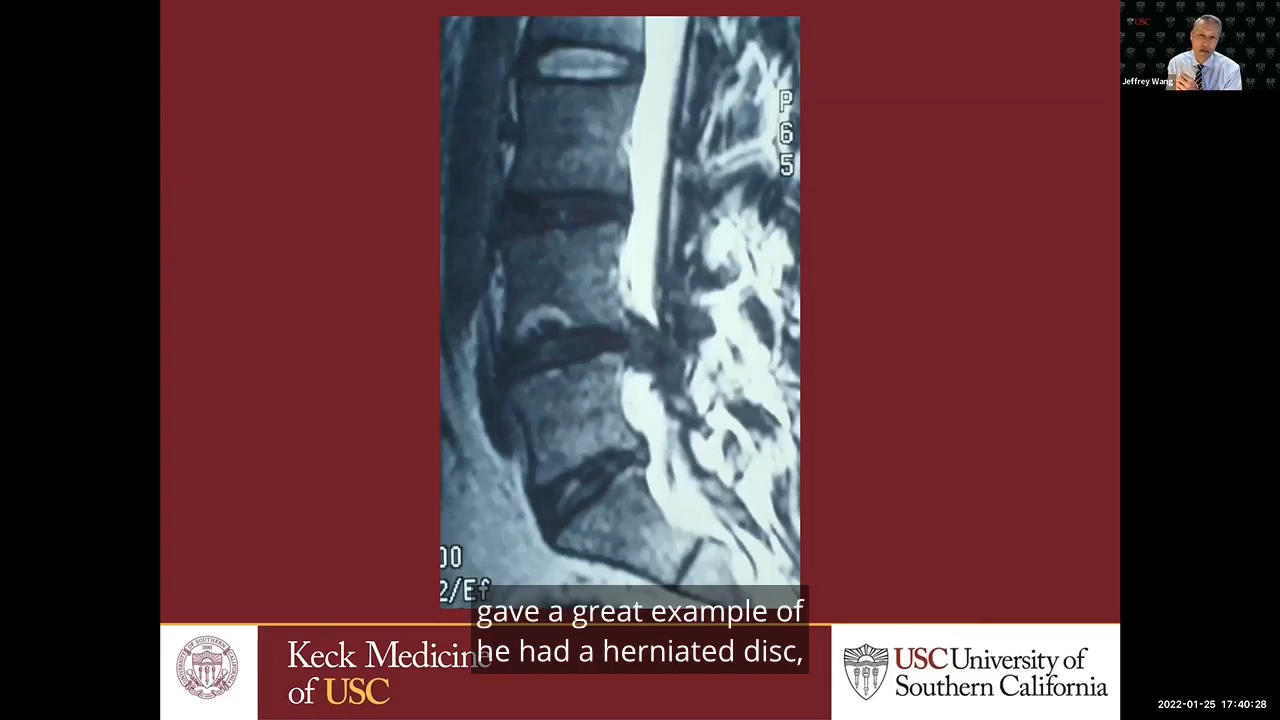 USC
Jeffrey Wang
P
6
5
00
2/Ef
gave a great example of
he had a herniated disc,
Keck Medicine
of USC
USC University of
Southern California
2022-01-25 17:40:28